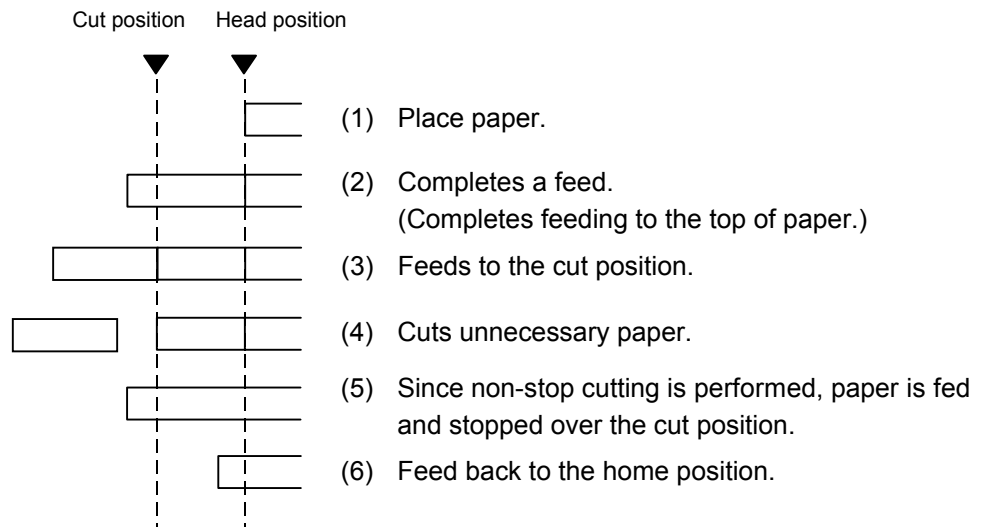 Cut position Head position
(1) Place paper.
(2) Completes a feed.
(Completes feeding to the top of paper.)
(3) Feeds to the cut position.
(4) Cuts unnecessary paper.
(5) Since non-stop cutting is performed, paper is fed
and stopped over the cut position.
(6) Feed back to the home position.